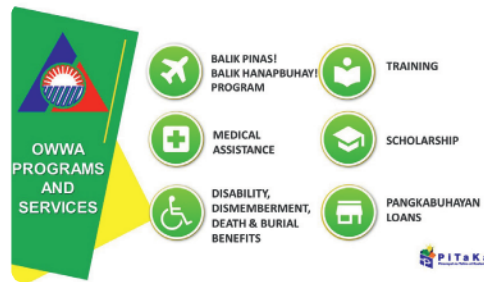 OWWA
PROGRAMS
AND
SERVICES
BALIK PINAS!
BALIK HANAPBUHAY!
PROGRAM
MEDICAL
ASSISTANCE
DISABILITY,
DISMEMBERMENT,
DEATH & BURIAL
BENEFITS
TRAINING
SCHOLARSHIP
PANGKABUHAYAN
LOANS
PITaKa